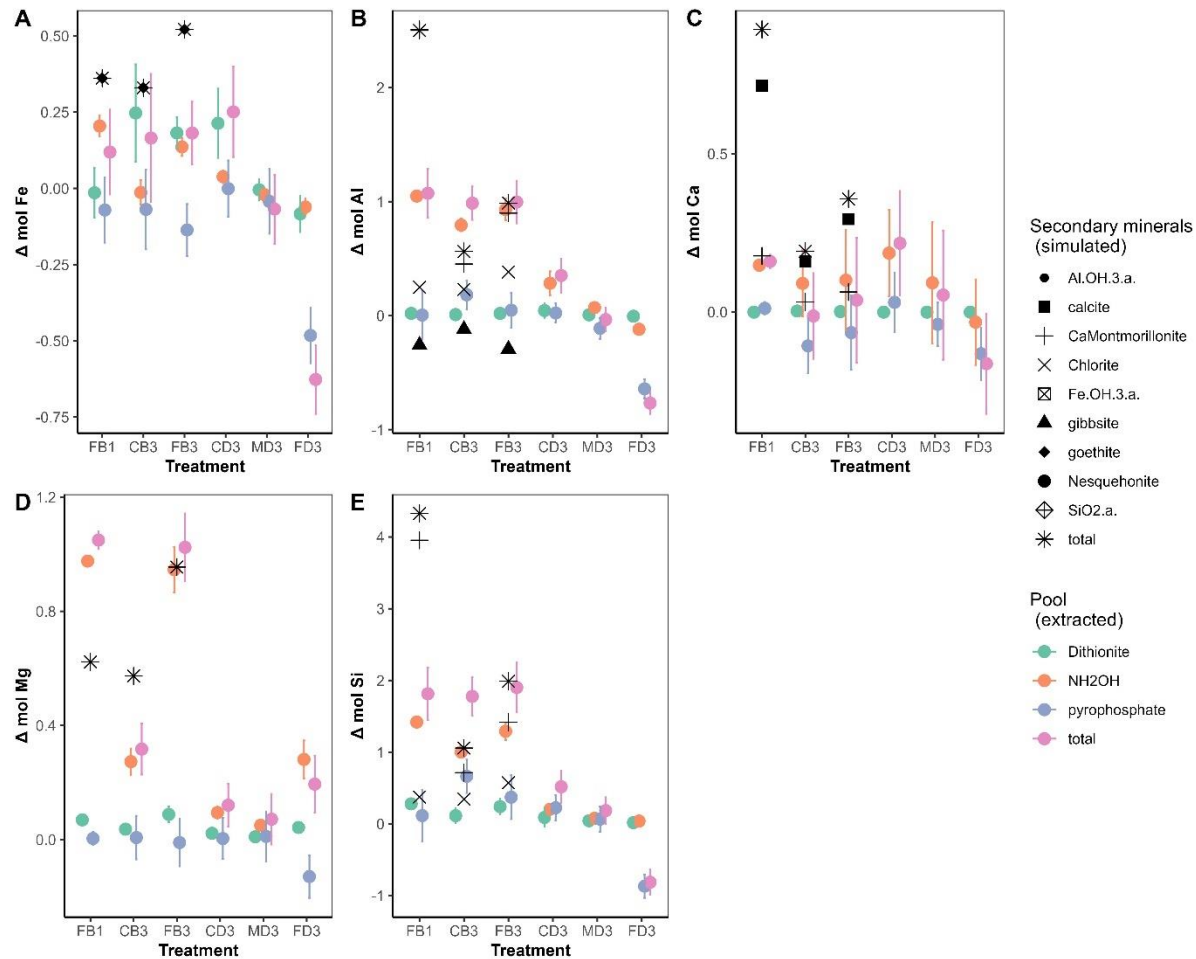 A
Δ mol Fe
0.50
0.25
0.00
-0.25
-0.50
-0.75
FB1 CB3 FB3 CD3 MD3 FD3
Treatment
B
Δ mol Al
2
1
0
-1
FB1 CB3 FB3 CD3 MD3 FD3
Treatment
C
Δ mol Ca
0.5
0.0
FB1 CB3 FB3 CD3 MD3 FD3
Treatment
D
Δ mol Mg
1.2
0.8
0.4
0.0
FB1 CB3 FB3 CD3 MD3 FD3
Treatment
E
Δ mol Si
4
3
2
1
0
-1
FB1 CB3 FB3 CD3 MD3 FD3
Treatment
Secondary minerals
(simulated)
Al.OH.3.a.
calcite
CaMontmorillonite
Chlorite
Fe.OH.3.a.
gibbsite
goethite
Nesquehonite
SiO2.a.
total
Pool
(extracted)
Dithionite
NH2OH
pyrophosphate
total